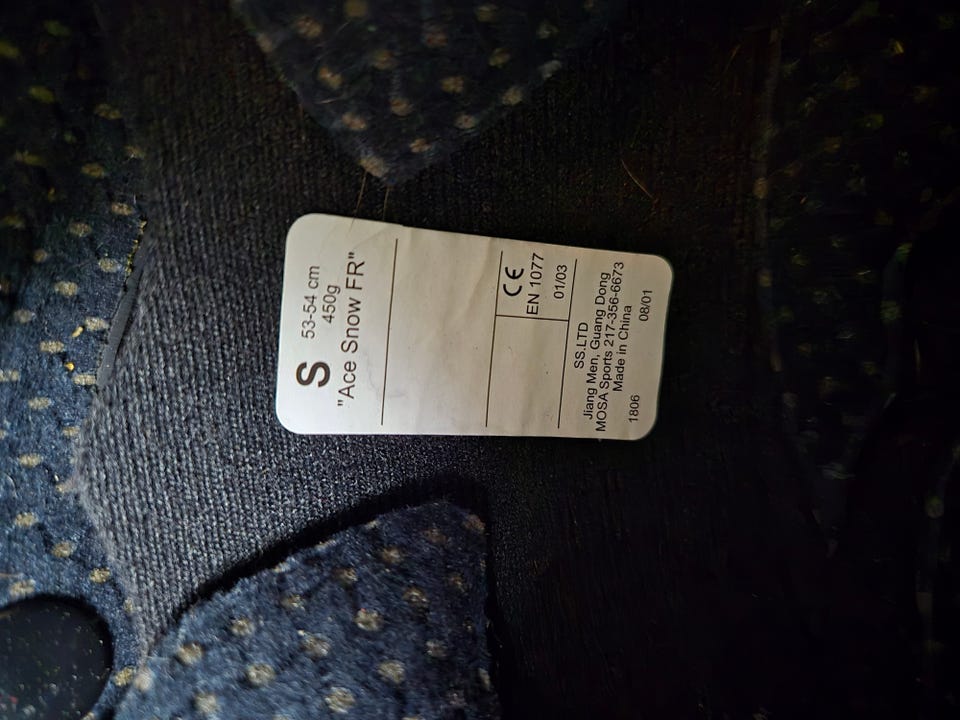 S 53-54 cm
450g
"Ace Snow FR"
CE
EN 1077
01/03
SS.LTD
Jiang Men, Guang Dong
MOSA Sports 217-356-6673
Made in China
1806 08/01